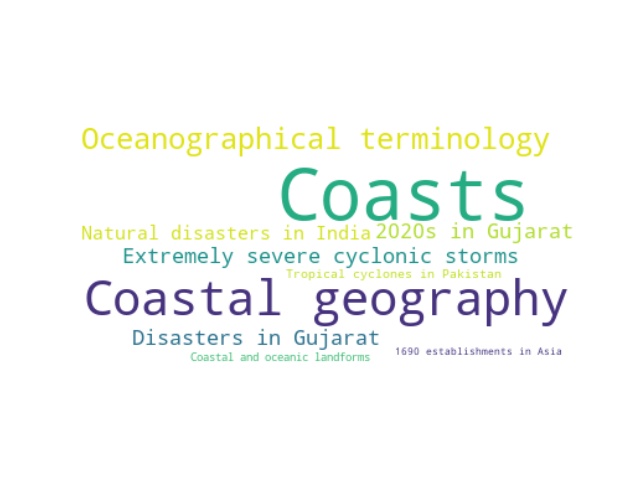 Oceanographical terminology
Coasts
Natural disasters in India
2020s in Gujarat
Extremely severe cyclonic storms
Tropical cyclones in Pakistan
Coastal geography
Disasters in Gujarat
1690 establishments in Asia
Coastal and oceanic landforms